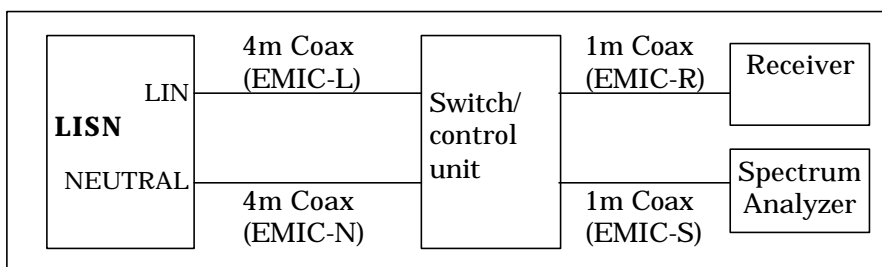 4m Coax
(EMIC-L)
1m Coax
(EMIC-R)
Receiver
LIN
LISN
Switch/
control
unit
NEUTRAL
4m Coax
(EMIC-N)
1m Coax
(EMIC-S)
Spectrum
Analyzer